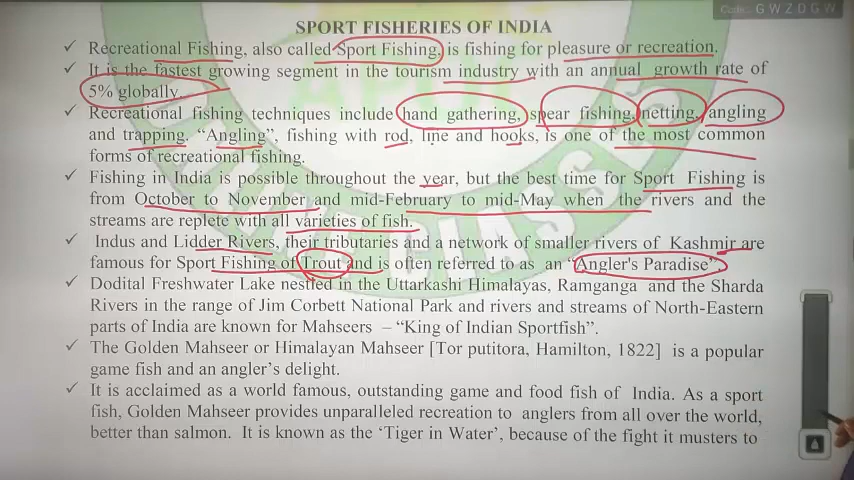 Code: G W Z D G W
SPORT FISHERIES OF INDIA
✓ Recreational Fishing, also called Sport Fishing, is fishing for pleasure or recreation.
✓ It is the fastest growing segment in the tourism industry with an annual growth rate of
5% globally.
✓ Recreational fishing techniques include hand gathering, spear fishing, netting, angling
and trapping. “Angling”, fishing with rod, line and hooks, is one of the most common
forms of recreational fishing.
✓ Fishing in India is possible throughout the year, but the best time for Sport Fishing is
from October to November and mid-February to mid-May when the rivers and the
streams are replete with all varieties of fish.
✓ Indus and Lidder Rivers, their tributaries and a network of smaller rivers of Kashmir are
famous for Sport Fishing of Trout and is often referred to as an “Angler's Paradise”.
✓ Dodital Freshwater Lake nestled in the Uttarkashi Himalayas, Ramganga and the Sharda
Rivers in the range of Jim Corbett National Park and rivers and streams of North-Eastern
parts of India are known for Mahseers – “King of Indian Sportfish”.
✓ The Golden Mahseer or Himalayan Mahseer [Tor putitora, Hamilton, 1822] is a popular
game fish and an angler’s delight.
✓ It is acclaimed as a world famous, outstanding game and food fish of India. As a sport
fish, Golden Mahseer provides unparalleled recreation to anglers from all over the world,
better than salmon. It is known as the ‘Tiger in Water’, because of the fight it musters to